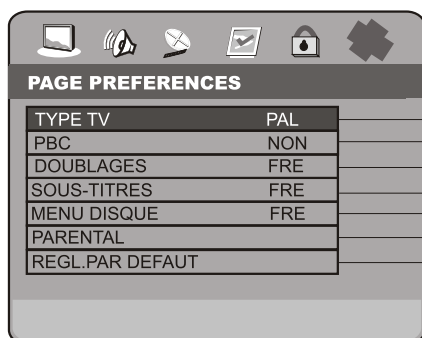 PAGE PREFERENCES
TYPE TV PAL
PBC NON
DOUBLAGES FRE
SOUS-TITRES FRE
MENU DISQUE FRE
PARENTAL
REGL.PAR DEFAUT